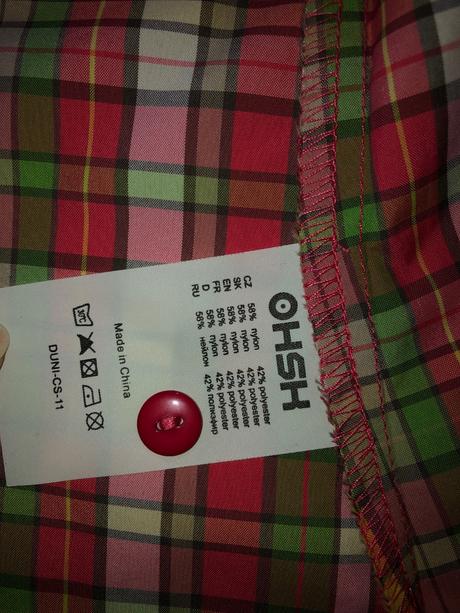 OHSH
CZ 58% nylon 42% polyester
SK 58% nylon 42% polyester
EN 58% nylon 42% polyester
FR 58% nylon 42% polyester
D 58% nylon 42% polyester
RU 58% нейлон 42% полиэфир
Made in China
30°
DUNI-CS-11